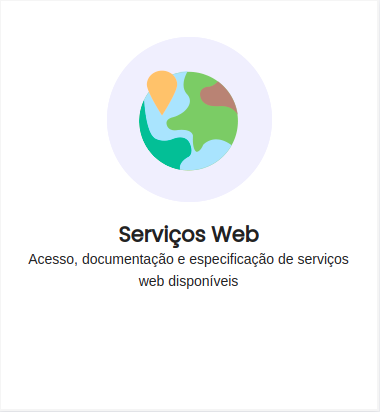 Serviços Web
Acesso, documentação e especificação de serviços
web disponíveis